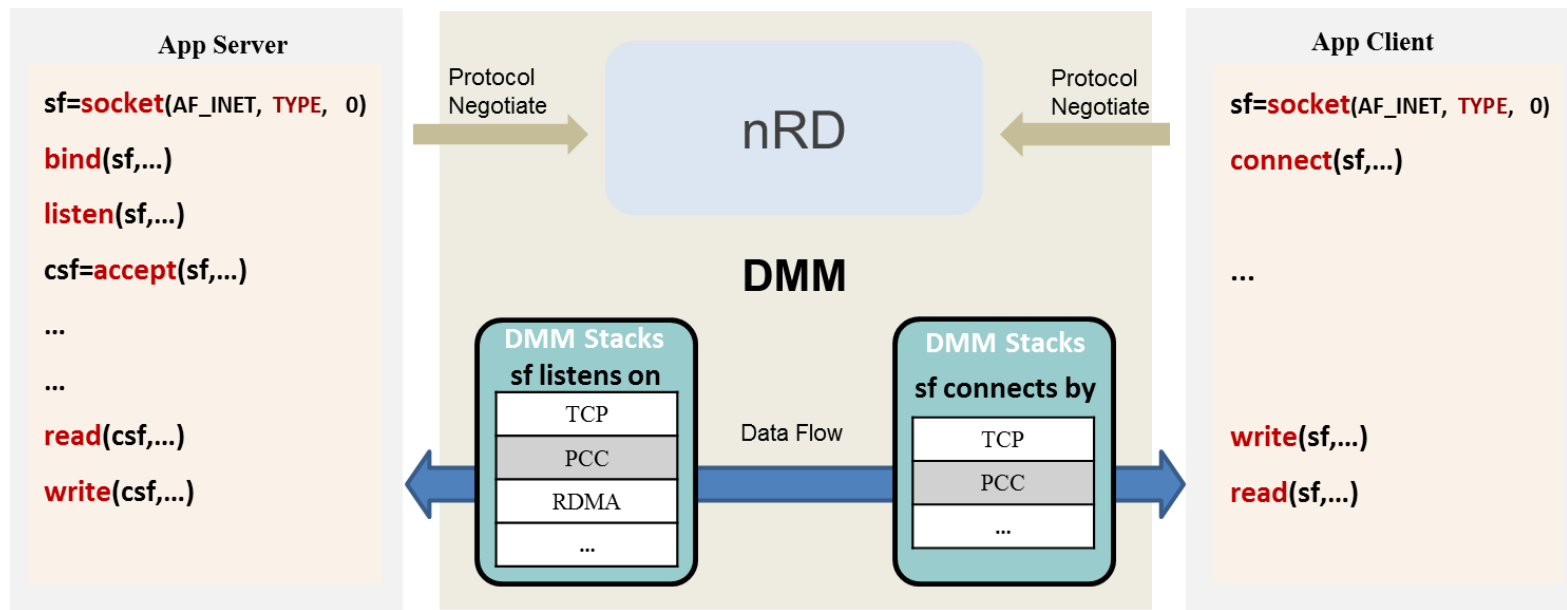 App Server
sf=socket(AF_INET, TYPE, 0)
bind(sf,...)
listen(sf,...)
csf=accept(sf,...)
...
...
read(csf,...)
write(csf,...)
Protocol
Negotiate
nRD
Protocol
Negotiate
DMM
DMM Stacks
sf listens on
TCP
PCC
RDMA
...
Data Flow
DMM Stacks
sf connects by
TCP
PCC
...
App Client
sf=socket(AF_INET, TYPE, 0)
connect(sf,...)
...
write(sf,...)
read(sf,...)